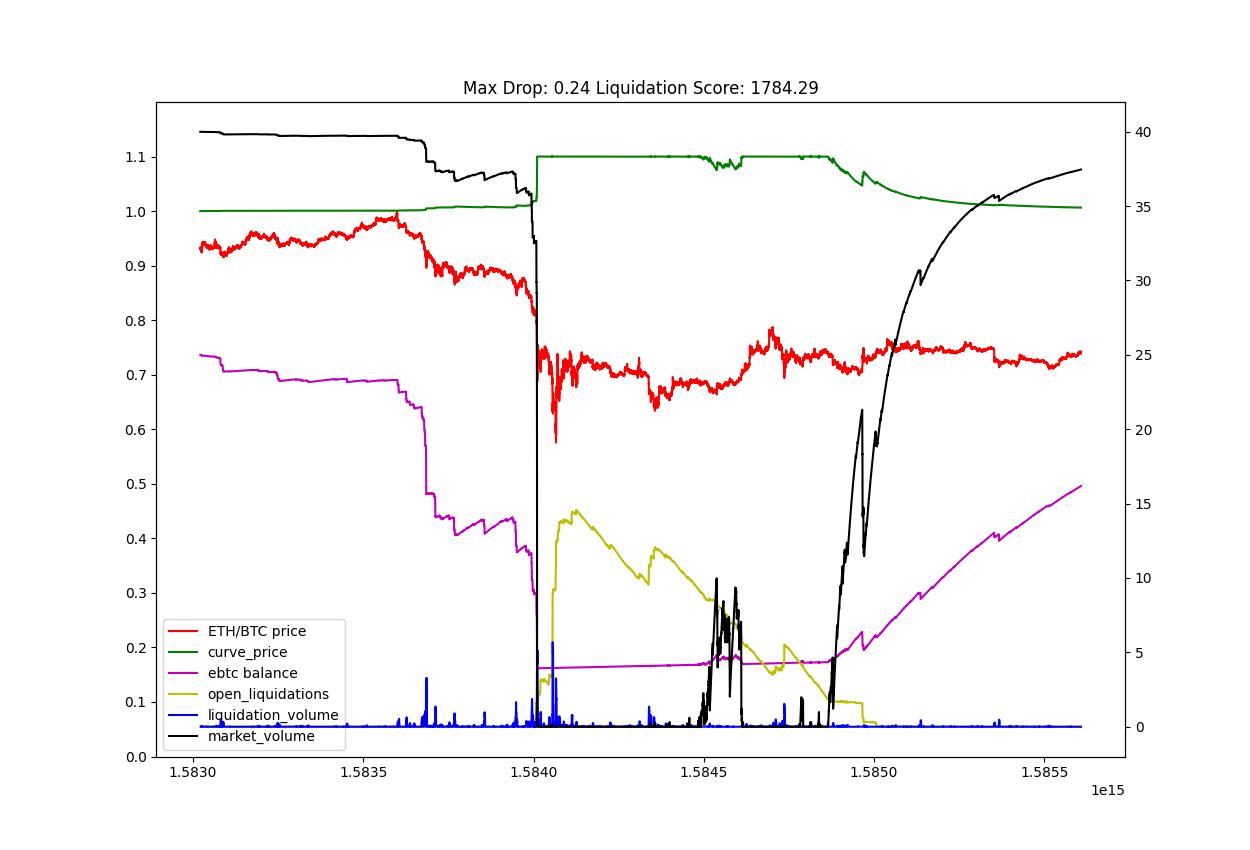 Max Drop: 0.24 Liquidation Score: 1784.29
1.1
1.0
0.9
0.8
0.7
0.6
0.5
0.4
0.3
0.2
0.1
0.0
40
35
30
25
20
15
10
5
0
ETH/BTC price
curve_price
ebtc balance
open_liquidations
liquidation_volume
market_volume
1.5830 1.5835 1.5840 1.5845 1.5850 1.5855
1e15